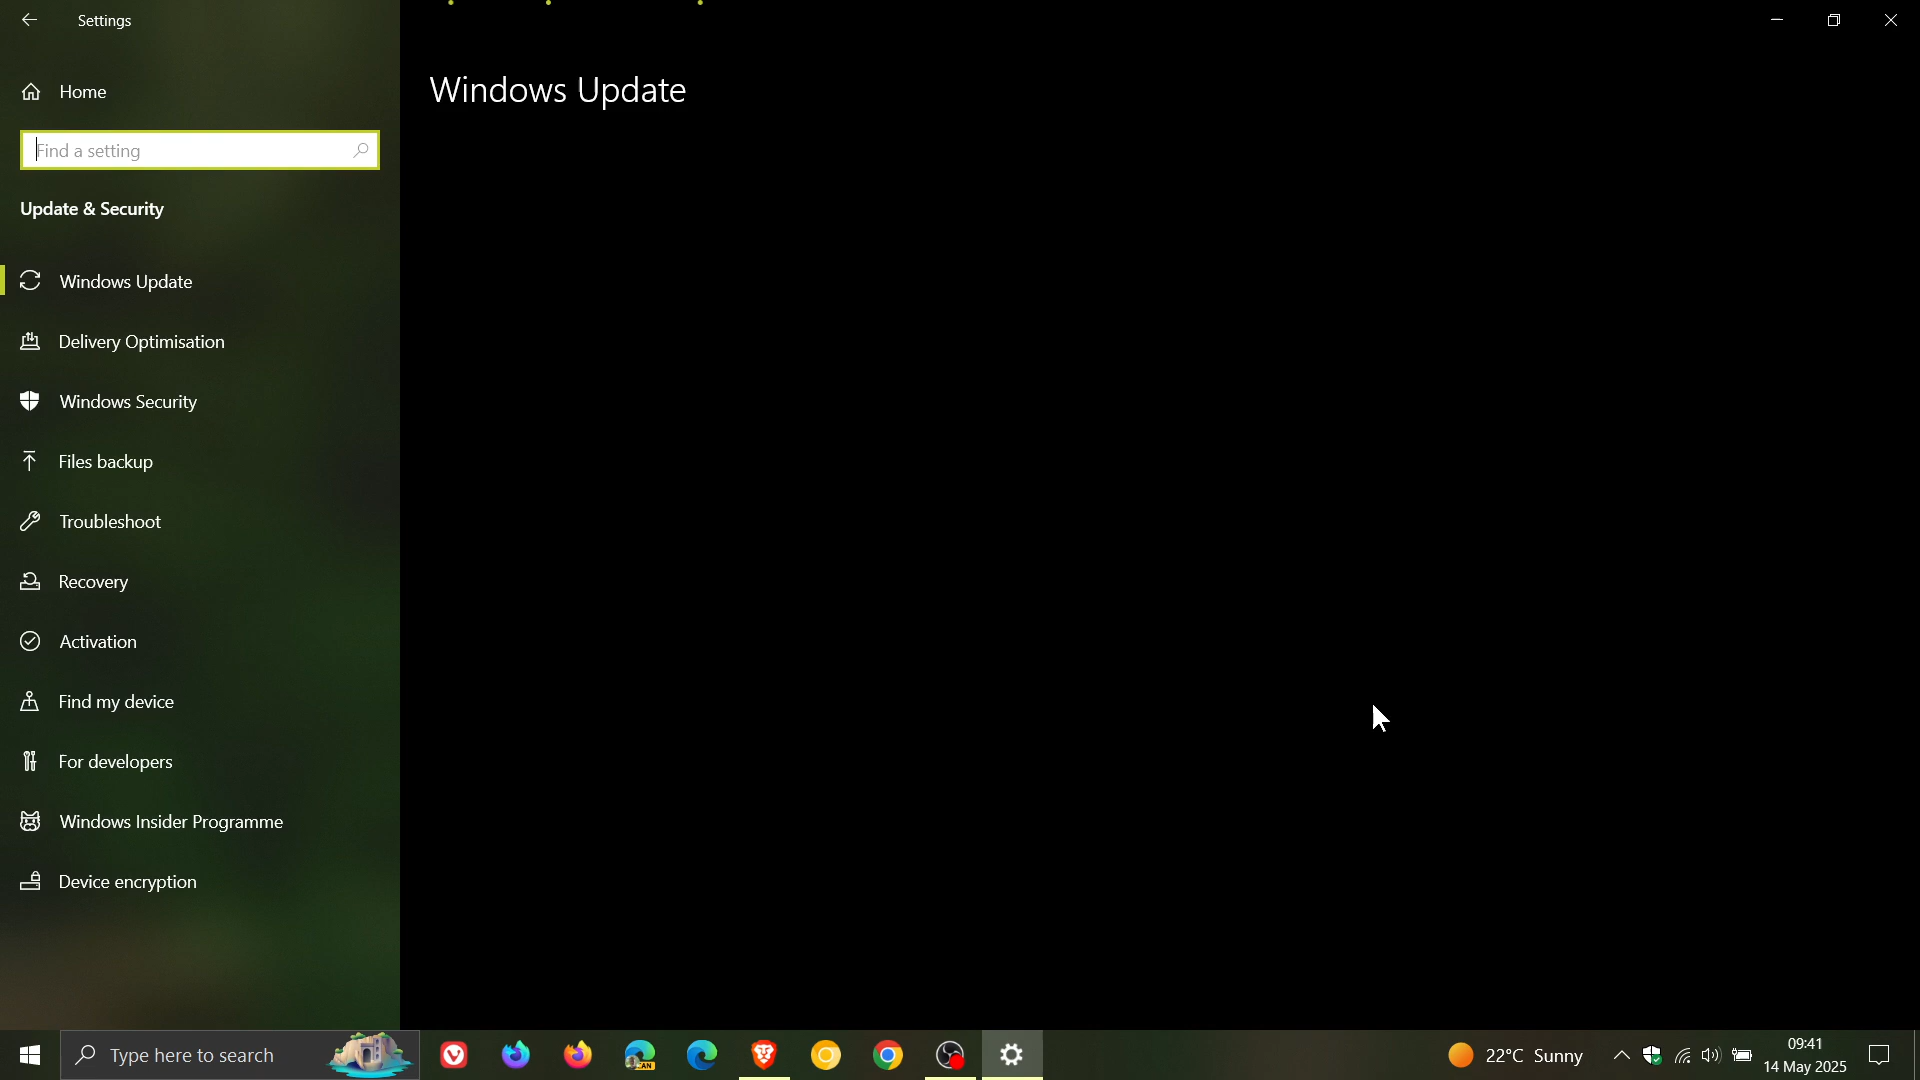 Settings
Home
Find a setting
Update & Security
Windows Update
Delivery Optimisation
Windows Security
Files backup
Troubleshoot
Recovery
Activation
Find my device
For developers
Windows Insider Programme
Device encryption
Windows Update
Type here to search
CAN
22°C Sunny
09:41
14 May 2025